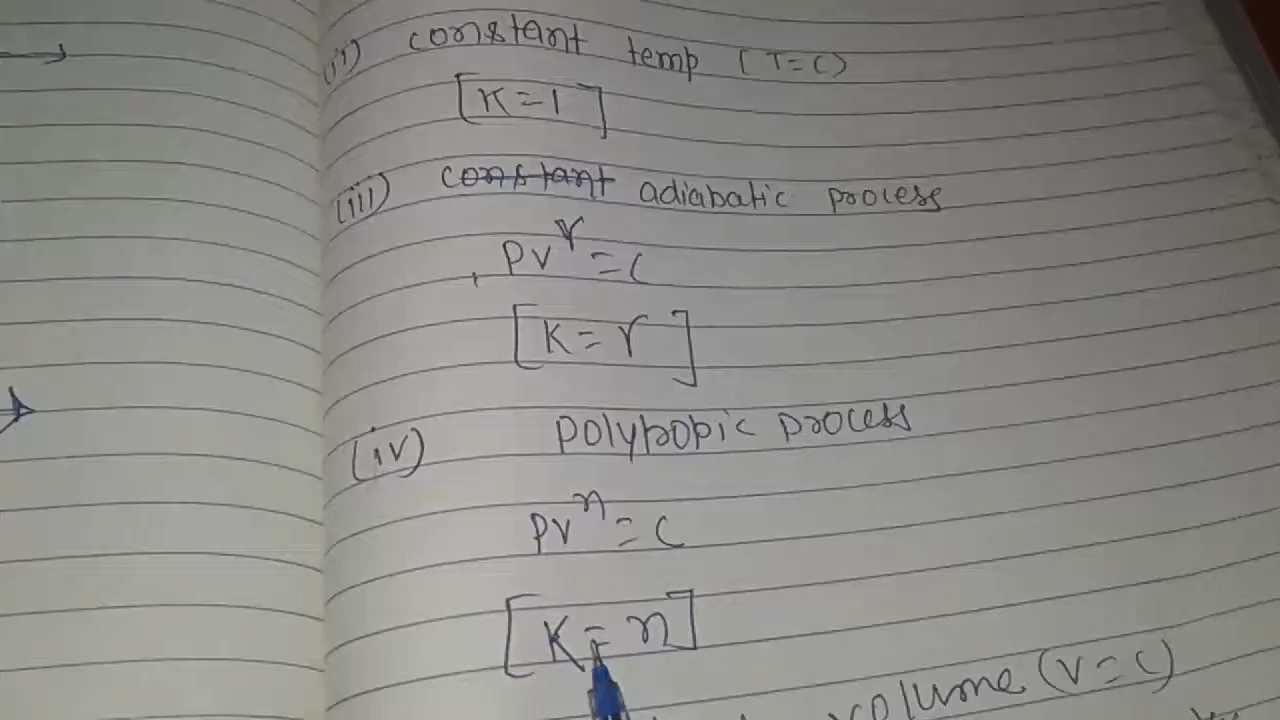 (ii) constant temp (T=C)
[K=1]
(iii) constant adiabatic process
PV^γ = C
[K=γ]
(iv) polytropic process
PV^n = C
[K=n]
volume (V=C)